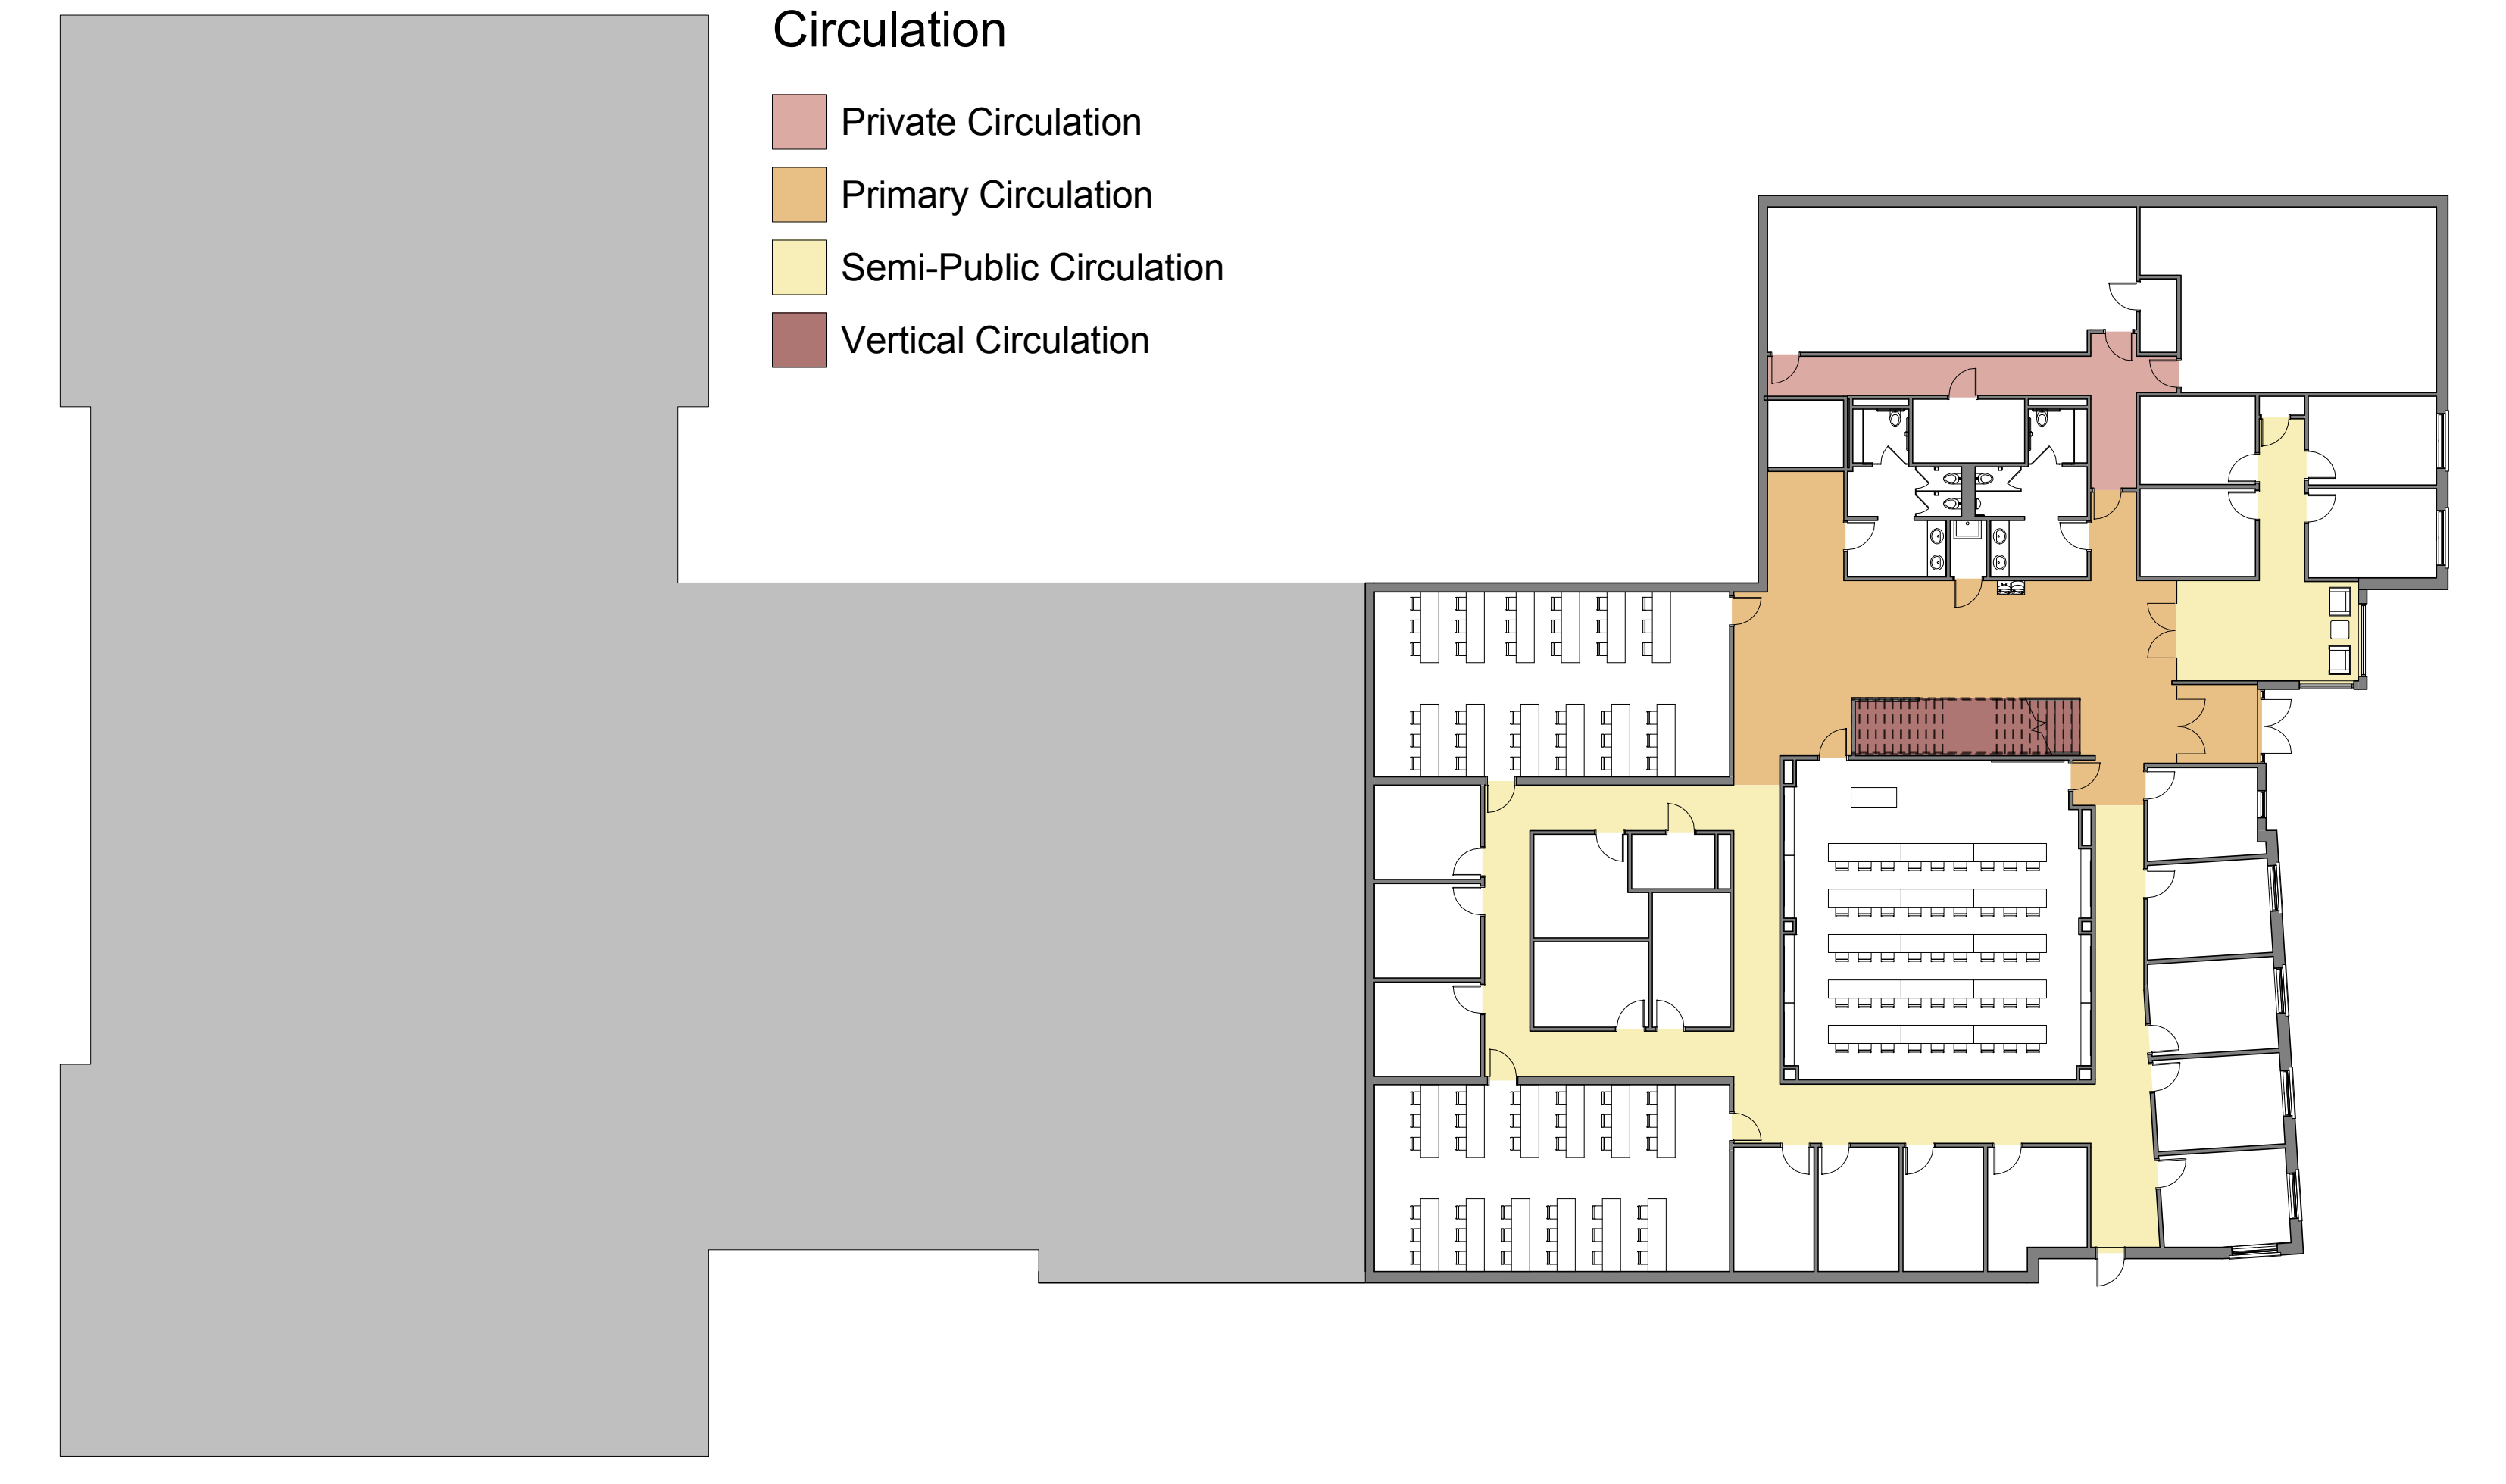 Circulation
Private Circulation
Primary Circulation
Semi-Public Circulation
Vertical Circulation